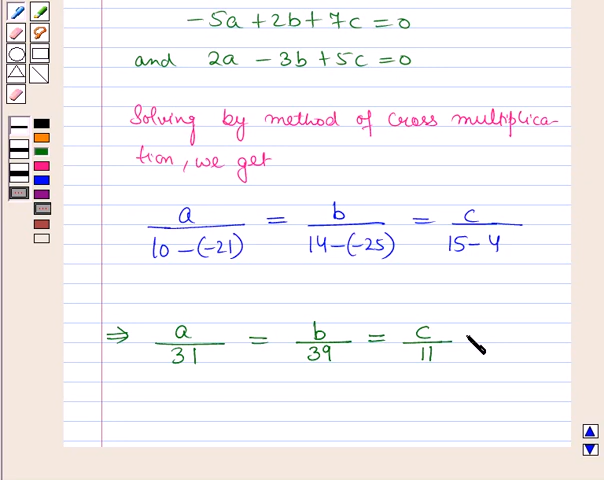 -5a + 2b + 7c = 0
and 2a - 3b + 5c = 0
Solving by method of cross multiplica-
tion, we get
a/(10-(-21)) = b/(14-(-25)) = c/(15-4)
⇒ a/31 = b/39 = c/11